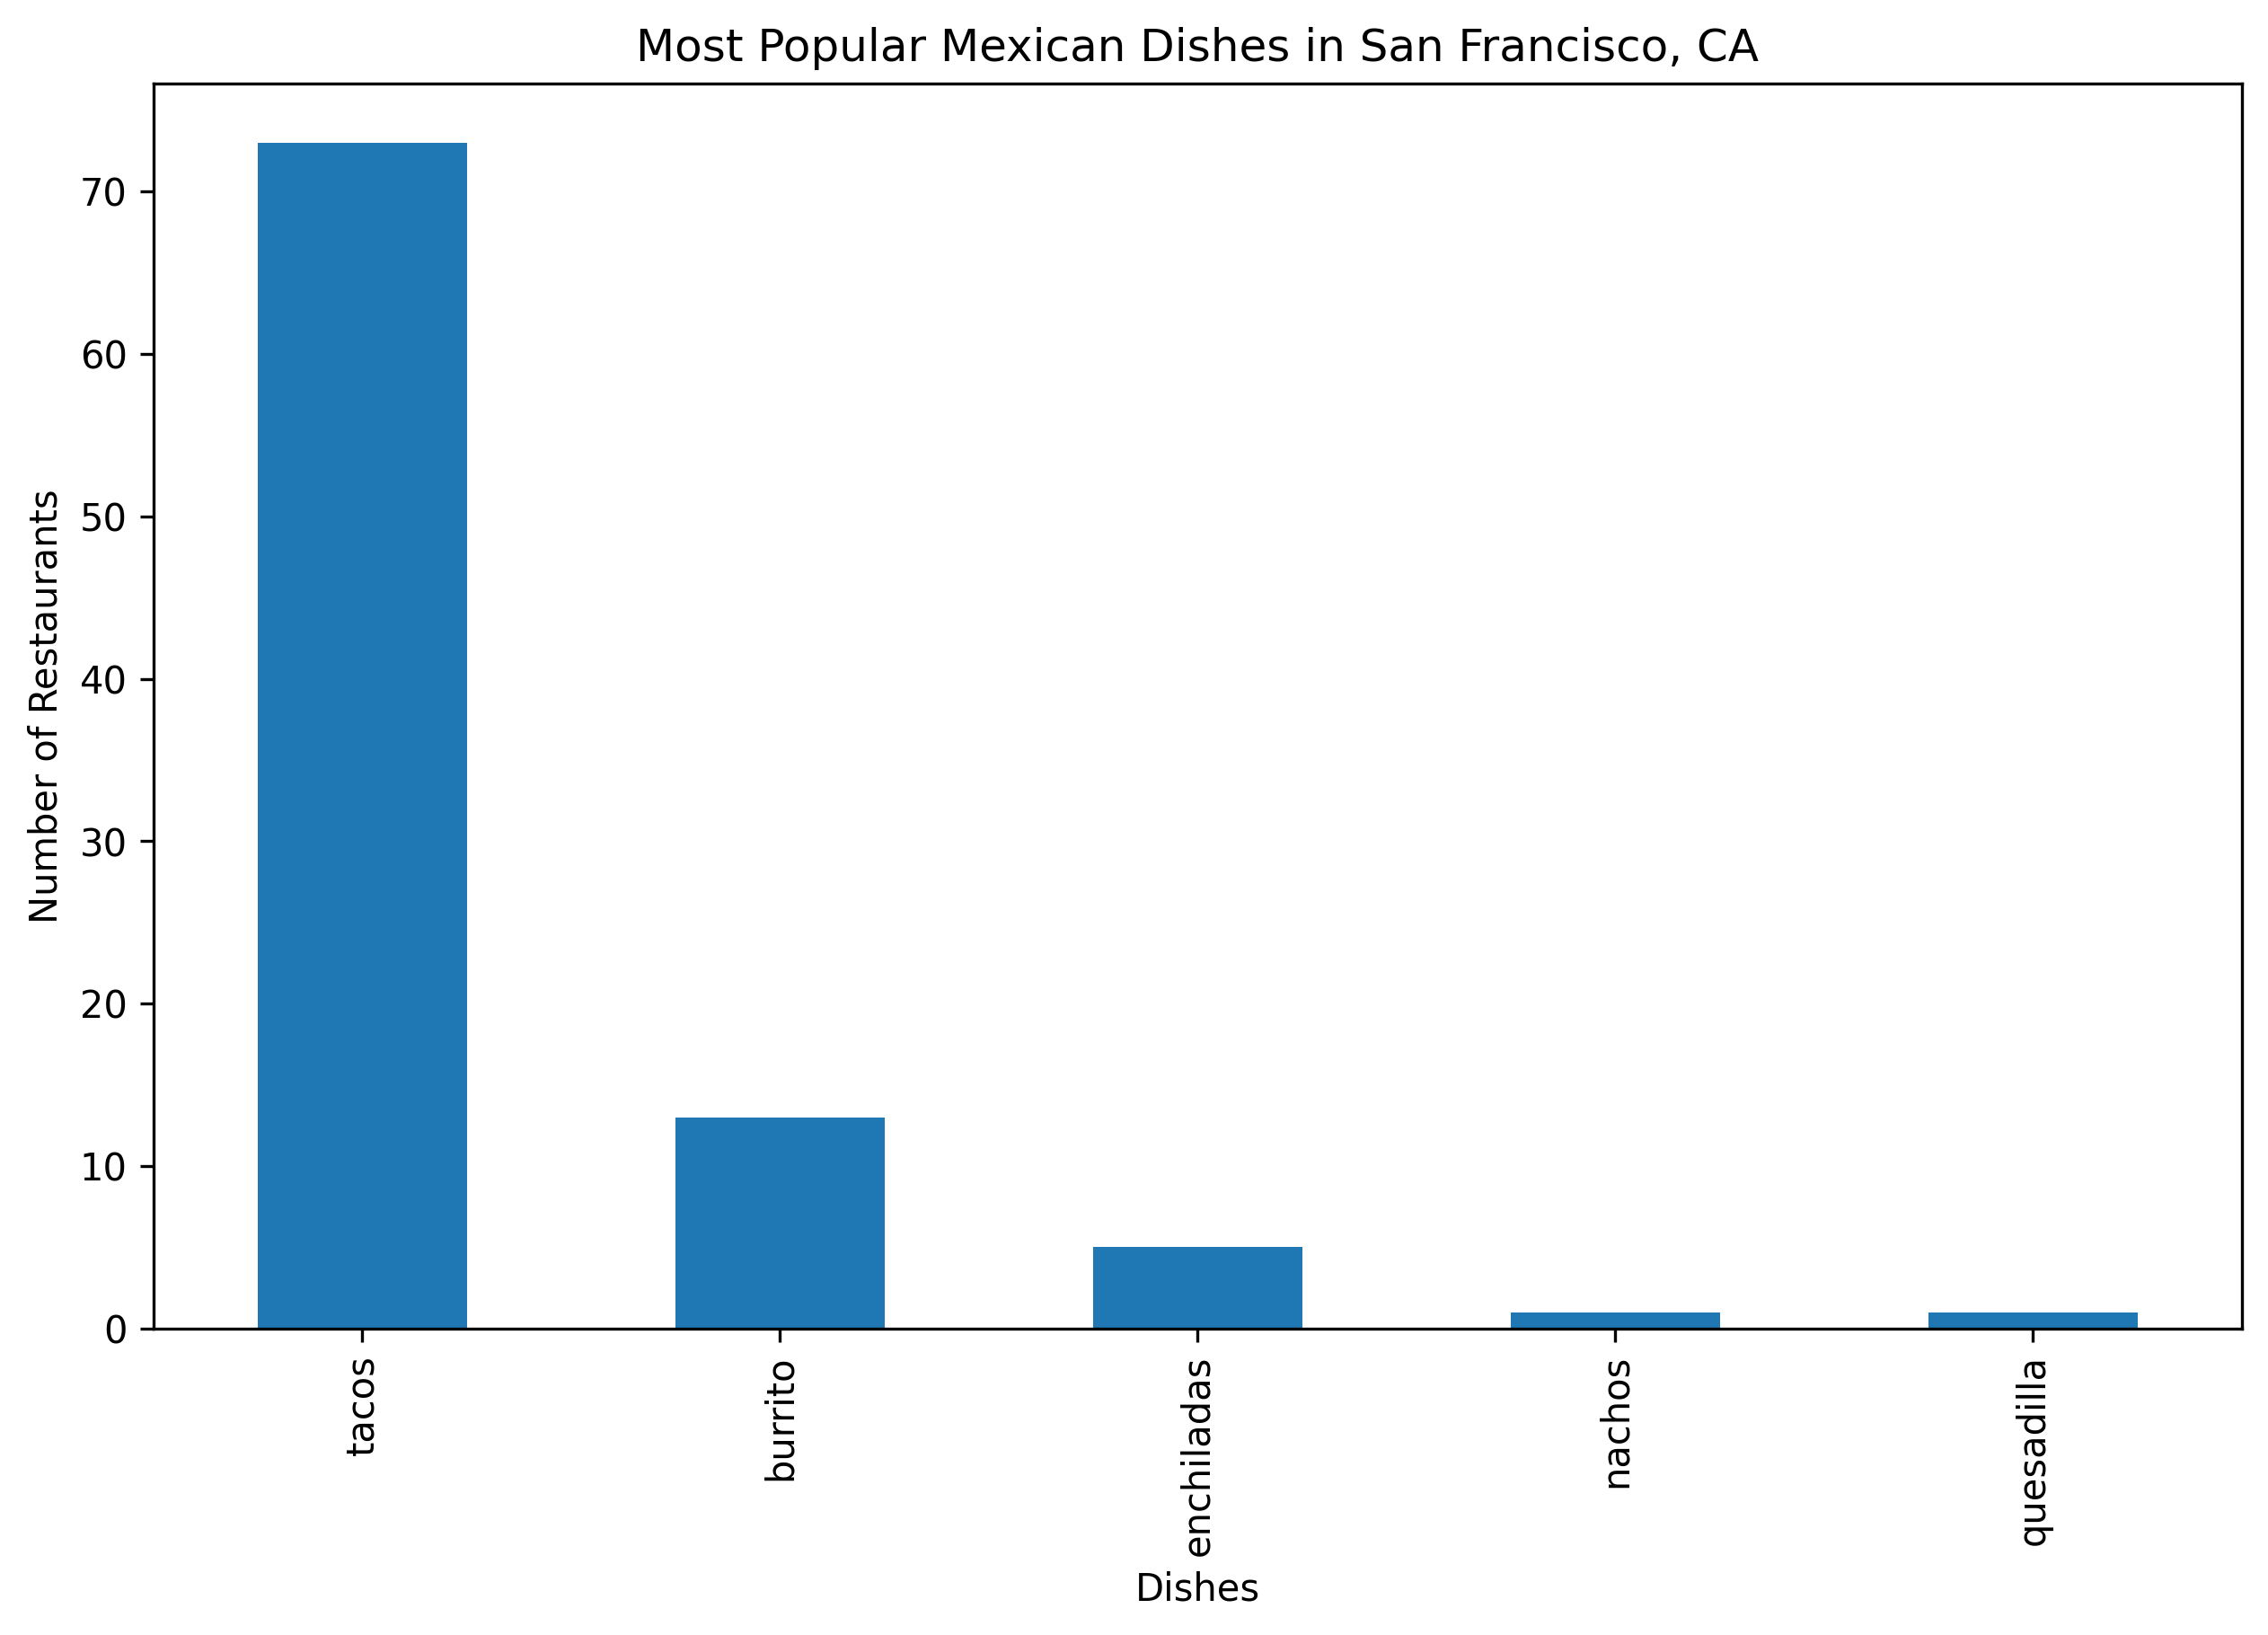 Most Popular Mexican Dishes in San Francisco, CA
Number of Restaurants
70
60
50
40
30
20
10
0
tacos
burrito
enchiladas
nachos
quesadilla
Dishes